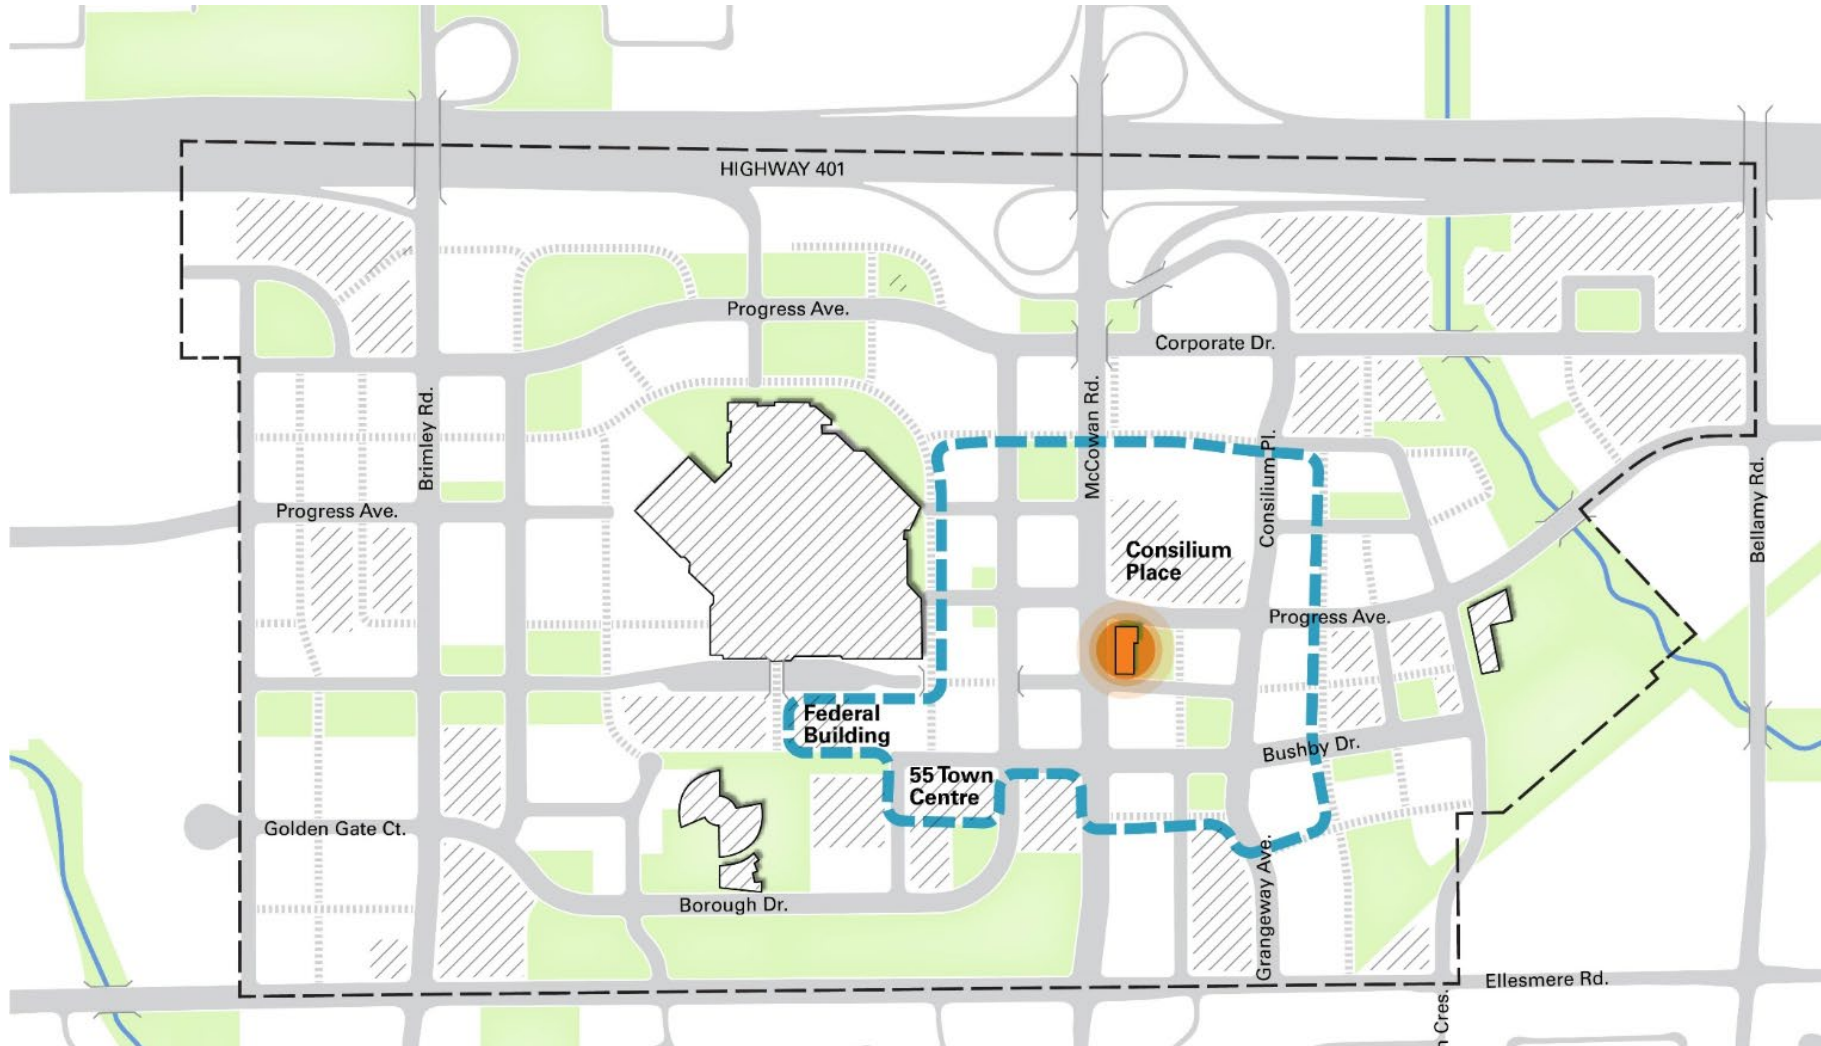 HIGHWAY 401
Progress Ave.
Corporate Dr.
Brimley Rd.
McCowan Rd.
Consilium Pl.
Bellamy Rd.
Progress Ave.
Consilium
Place
Progress Ave.
Federal
Building
Bushby Dr.
55 Town
Centre
Golden Gate Ct.
Borough Dr.
Grangeway Ave.
Ellesmere Rd.
Cres.